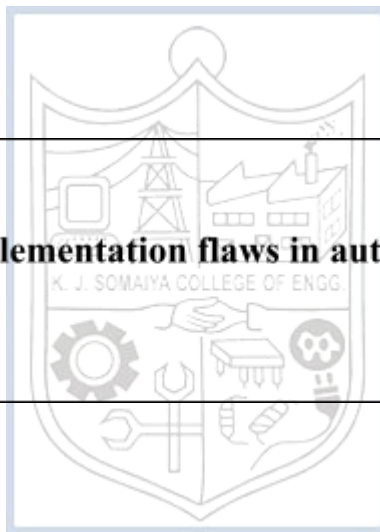 lementation flaws in aut
K. J. SOMAIYA COLLEGE OF ENGG.